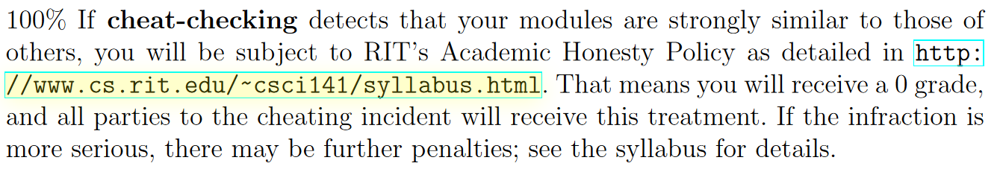 100% If cheat-checking detects that your modules are strongly similar to those of
others, you will be subject to RIT's Academic Honesty Policy as detailed in http:
//www.cs.rit.edu/~csci141/syllabus.html. That means you will receive a 0 grade,
and all parties to the cheating incident will receive this treatment. If the infraction is
more serious, there may be further penalties; see the syllabus for details.